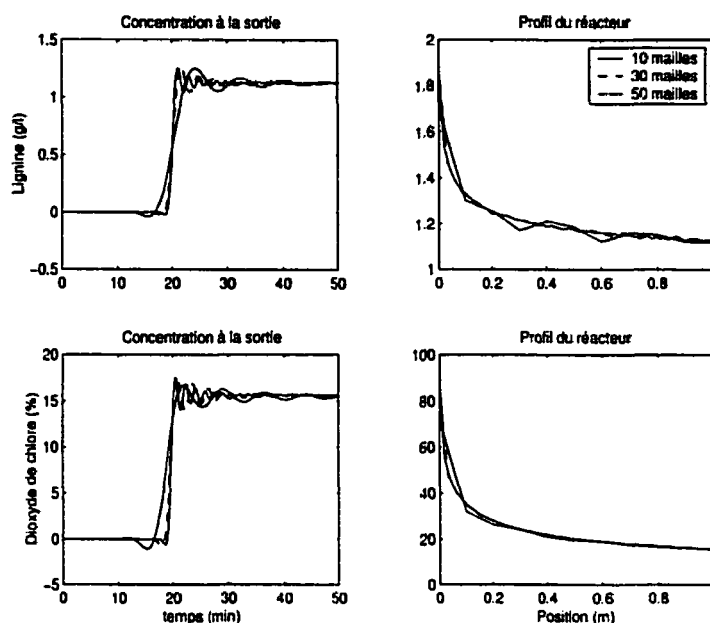 Concentration à la sortie
Lignine (g/l)
1.5
1
0.5
0
−0.5
0 10 20 30 40 50
Profil du réacteur
10 mailles
30 mailles
50 mailles
2
1.8
1.6
1.4
1.2
1
0 0.2 0.4 0.6 0.8
Concentration à la sortie
Dioxyde de chlore (%)
20
15
10
5
0
−5
0 10 20 30 40 50
temps (min)
Profil du réacteur
100
80
60
40
20
0
0 0.2 0.4 0.6 0.8
Position (m)